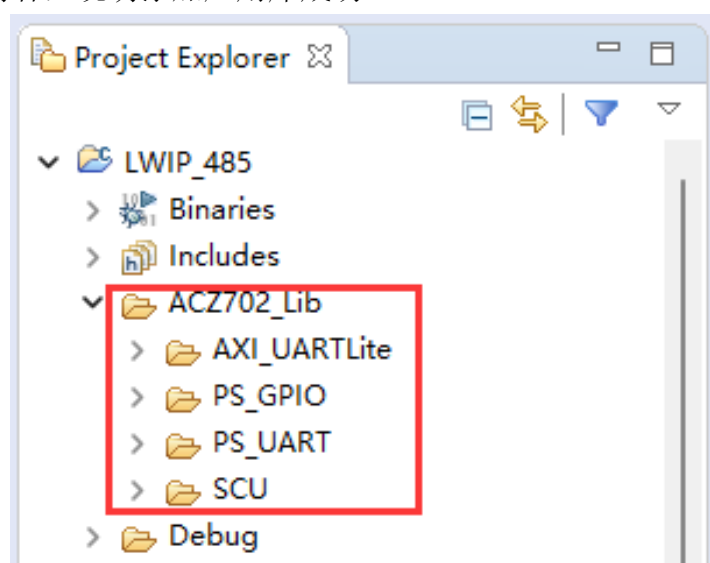 Project Explorer
LWIP_485
Binaries
Includes
ACZ702_Lib
AXI_UARTLite
PS_GPIO
PS_UART
SCU
Debug